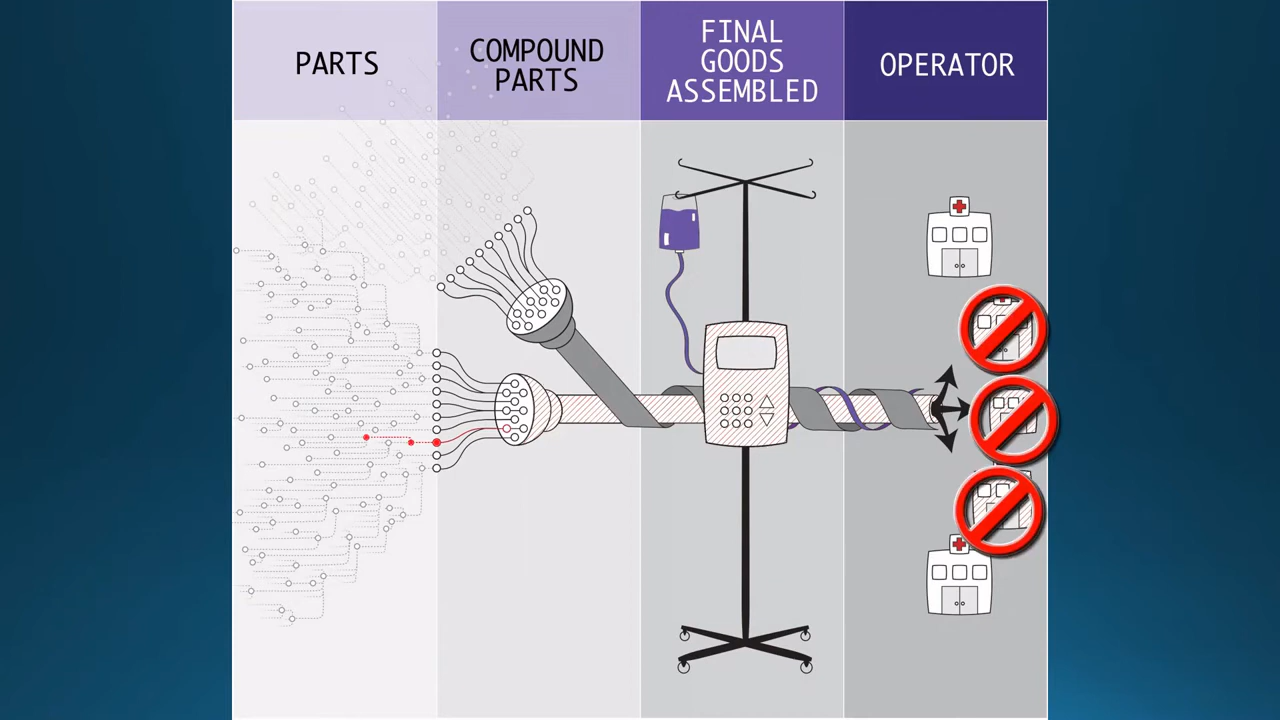 PARTS
COMPOUND
PARTS
FINAL
GOODS
ASSEMBLED
OPERATOR